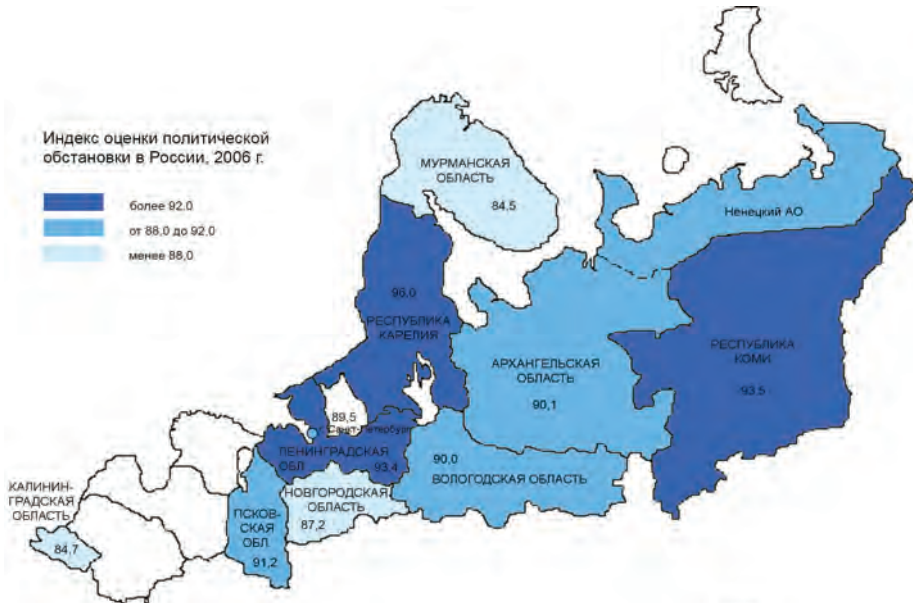 Индекс оценки политической
обстановки в России, 2006 г.
более 92,0
от 88,0 до 92,0
менее 88,0
МУРМАНСКАЯ
ОБЛАСТЬ
84,5
Ненецкий АО
96,0
РЕСПУБЛИКА
КАРЕЛИЯ
РЕСПУБЛИКА
КОМИ
93,5
АРХАНГЕЛЬСКАЯ
ОБЛАСТЬ
90,1
89,5
г. Санкт-Петербург
ЛЕНИНГРАДСКАЯ
ОБЛ
93,4
90,0
ВОЛОГОДСКАЯ ОБЛАСТЬ
НОВГОРОДСКАЯ
ОБЛАСТЬ
87,2
ПСКОВ-
СКАЯ
ОБЛ
91,2
КАЛИНИН-
ГРАДСКАЯ
ОБЛАСТЬ
84,7